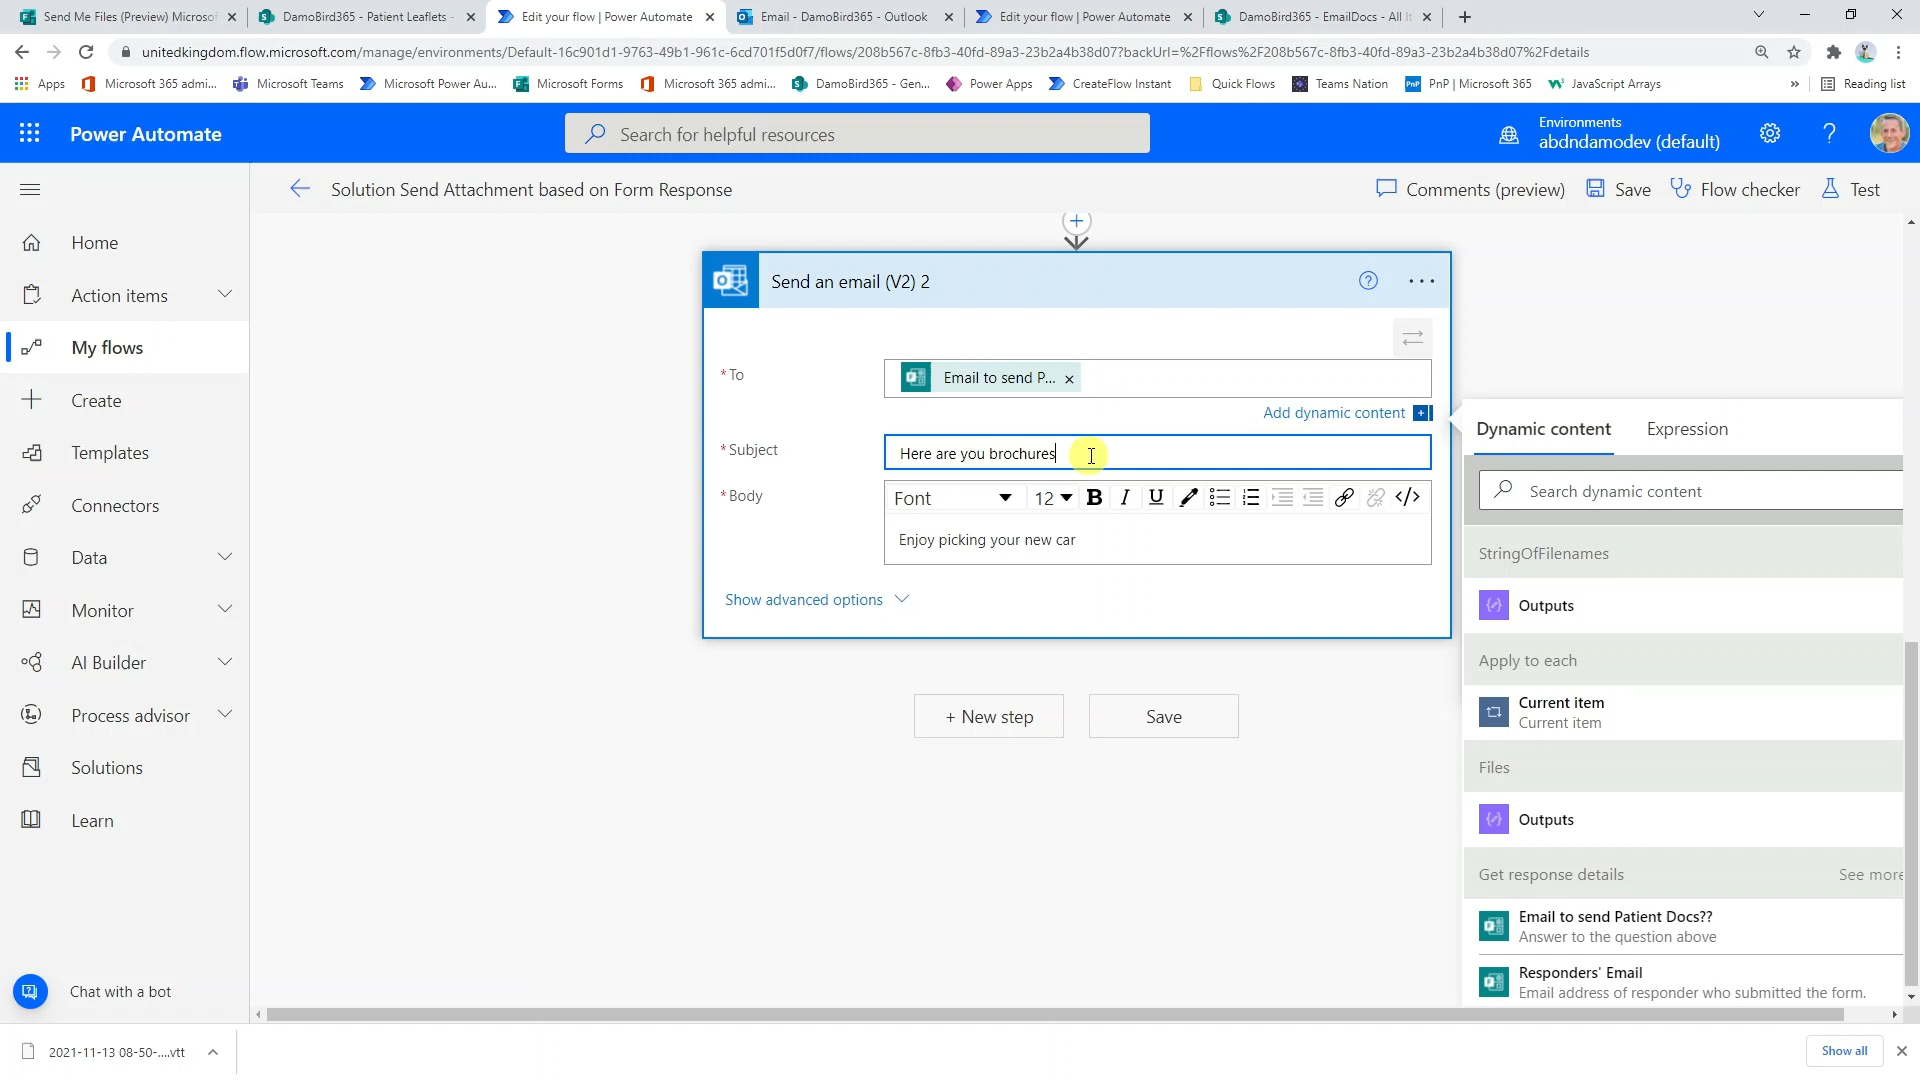 Send Me Files (Preview) Microsof
DamoBird365 - Patient Leaflets -
Edit your flow | Power Automate
Email - DamoBird365 - Outlook
Edit your flow | Power Automate
DamoBird365 - EmailDocs - All It
unitedkingdom.flow.microsoft.com/manage/environments/Default-16c901d1-9763-49b1-961c-6cd701f5d0f7/flows/208b567c-8fb3-40fd-89a3-23b2a4b38d07?backUrl=%2Fflows%2F208b567c-8fb3-40fd-89a3-23b2a4b38d07%2Fdetails
Apps
Microsoft 365 admi...
Microsoft Teams
Microsoft Power Au...
Microsoft Forms
Microsoft 365 admi...
DamoBird365 - Gen...
Power Apps
CreateFlow Instant
Quick Flows
Teams Nation
PnP PnP | Microsoft 365
JavaScript Arrays
»
Reading list
Power Automate
Search for helpful resources
Environments
abdndamodev (default)
Solution Send Attachment based on Form Response
Comments (preview)
Save
Flow checker
Test
Home
Action items
My flows
Create
Templates
Connectors
Data
Monitor
AI Builder
Process advisor
Solutions
Learn
Chat with a bot
Send an email (V2) 2
* To
Email to send P... ×
Add dynamic content
* Subject
Here are you brochures
* Body
Font 12 B I U </>
Enjoy picking your new car
Show advanced options
+ New step
Save
Dynamic content
Expression
Search dynamic content
StringOfFilenames
Outputs
Apply to each
Current item
Current item
Files
Outputs
Get response details
See more
Email to send Patient Docs??
Answer to the question above
Responders' Email
Email address of responder who submitted the form.
2021-11-13 08-50-....vtt
Show all